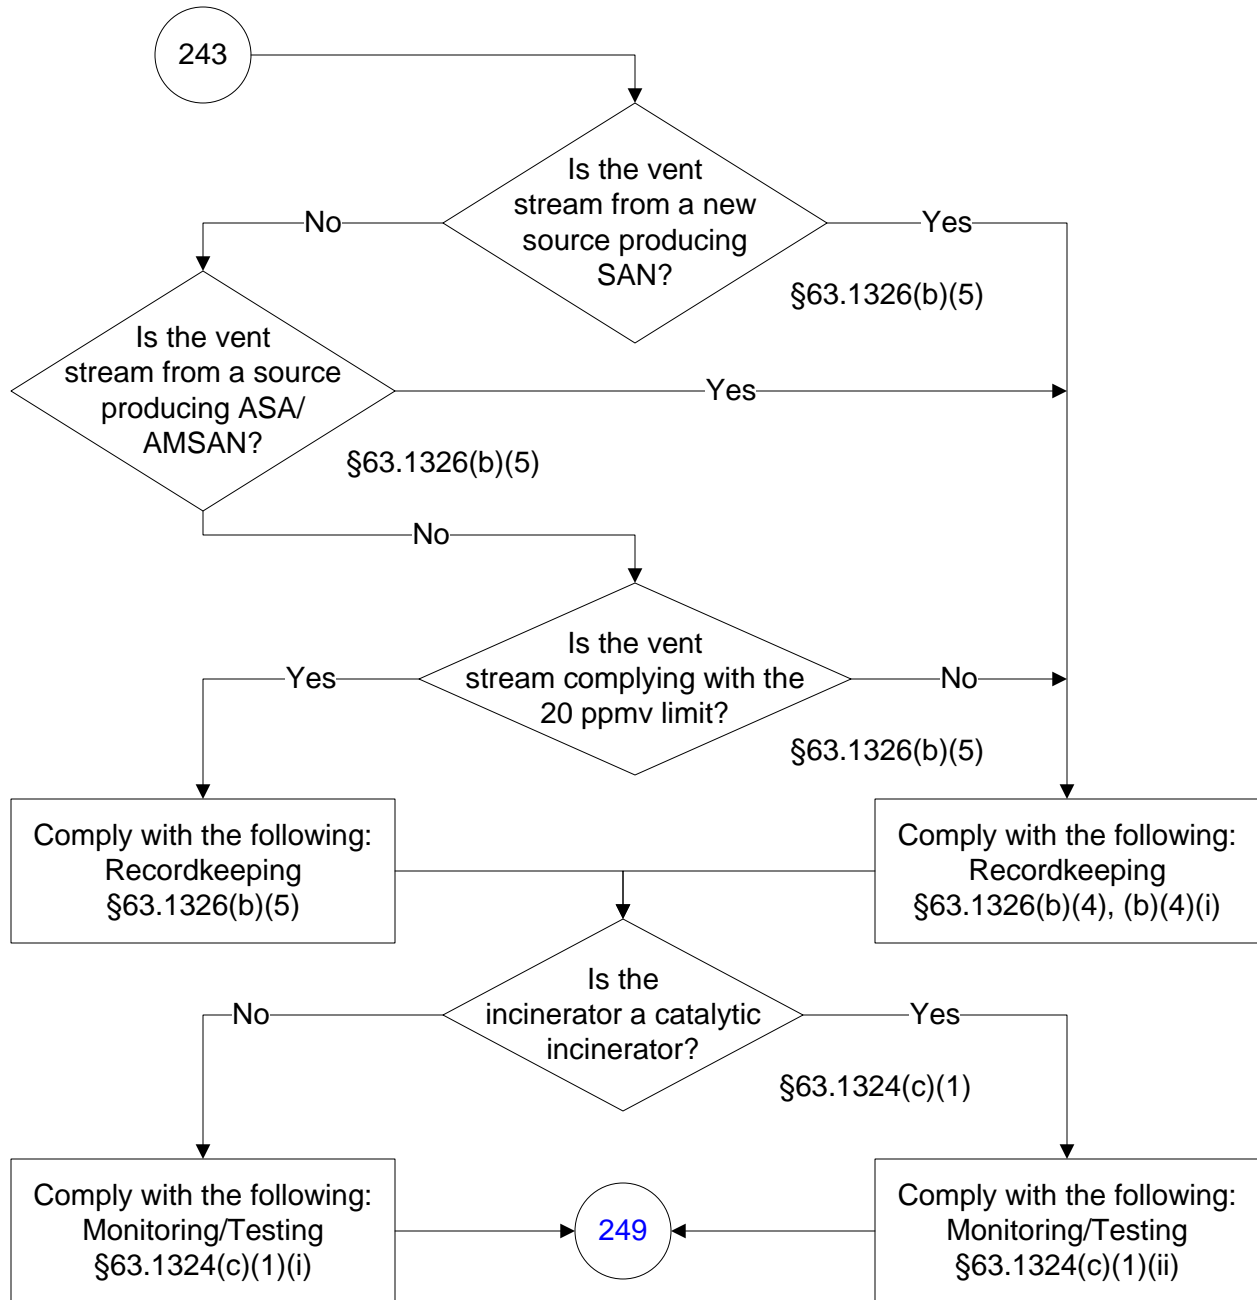 243
Is the vent
stream from a new
source producing
SAN?
No
Yes
§63.1326(b)(5)
Is the vent
stream from a source
producing ASA/
AMSAN?
Yes
§63.1326(b)(5)
No
Is the vent
stream complying with the
20 ppmv limit?
Yes
No
§63.1326(b)(5)
Comply with the following:
Recordkeeping
§63.1326(b)(5)
Comply with the following:
Recordkeeping
§63.1326(b)(4), (b)(4)(i)
Is the
incinerator a catalytic
incinerator?
No
Yes
§63.1324(c)(1)
Comply with the following:
Monitoring/Testing
§63.1324(c)(1)(i)
249
Comply with the following:
Monitoring/Testing
§63.1324(c)(1)(ii)